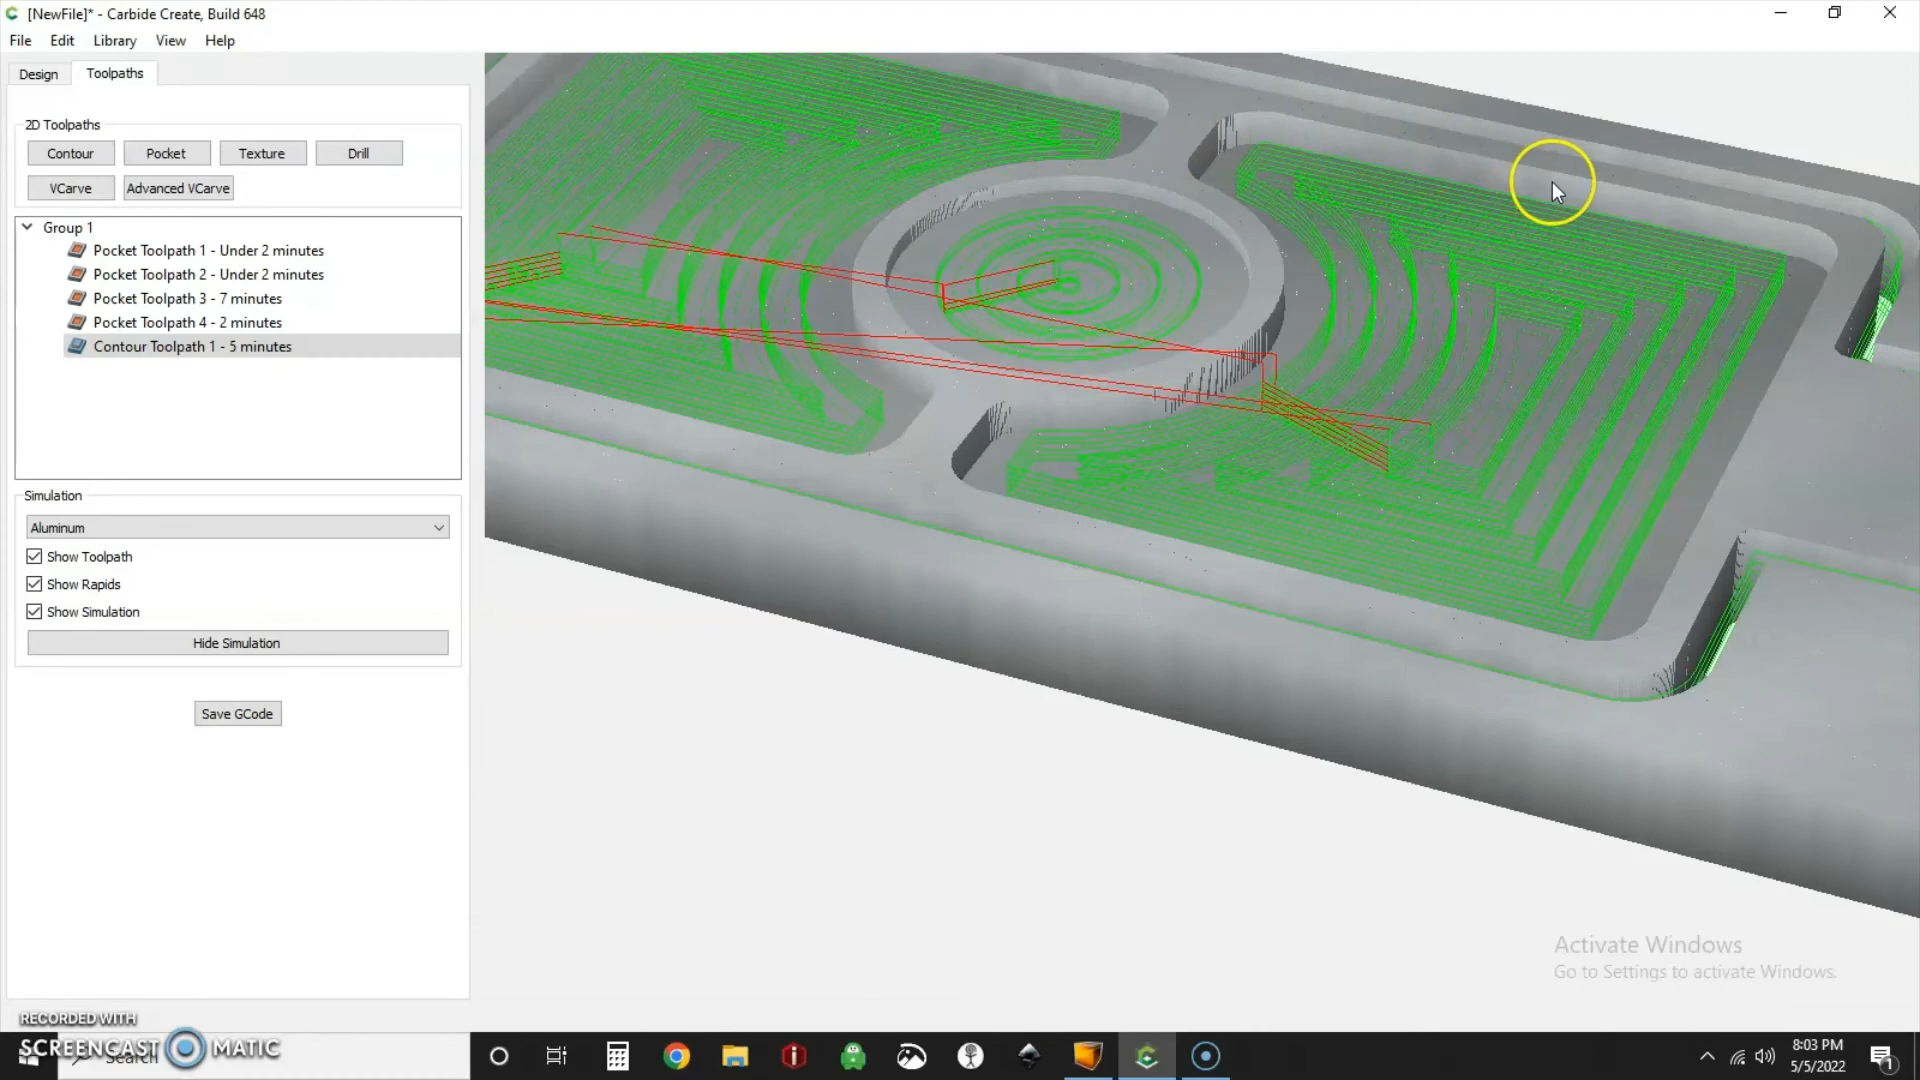 [NewFile]* - Carbide Create, Build 648
File Edit Library View Help
Design Toolpaths
2D Toolpaths
Contour Pocket Texture Drill
VCarve Advanced VCarve
Group 1
Pocket Toolpath 1 - Under 2 minutes
Pocket Toolpath 2 - Under 2 minutes
Pocket Toolpath 3 - 7 minutes
Pocket Toolpath 4 - 2 minutes
Contour Toolpath 1 - 5 minutes
Simulation
Aluminum
Show Toolpath
Show Rapids
Show Simulation
Hide Simulation
Save GCode
Activate Windows
Go to Settings to activate Windows.
RECORDED WITH
SCREENCAST MATIC
Search
8:03 PM
5/5/2022
1